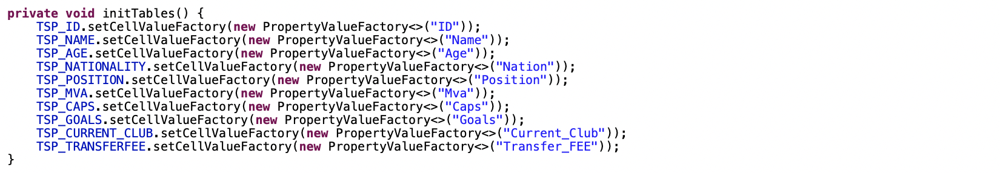 private void initTables() {
    TSP_ID.setCellValueFactory(new PropertyValueFactory<>("ID"));
    TSP_NAME.setCellValueFactory(new PropertyValueFactory<>("Name"));
    TSP_AGE.setCellValueFactory(new PropertyValueFactory<>("Age"));
    TSP_NATIONALITY.setCellValueFactory(new PropertyValueFactory<>("Nation"));
    TSP_POSITION.setCellValueFactory(new PropertyValueFactory<>("Position"));
    TSP_MVA.setCellValueFactory(new PropertyValueFactory<>("Mva"));
    TSP_CAPS.setCellValueFactory(new PropertyValueFactory<>("Caps"));
    TSP_GOALS.setCellValueFactory(new PropertyValueFactory<>("Goals"));
    TSP_CURRENT_CLUB.setCellValueFactory(new PropertyValueFactory<>("Current_Club"));
    TSP_TRANSFERFEE.setCellValueFactory(new PropertyValueFactory<>("Transfer_FEE"));
}